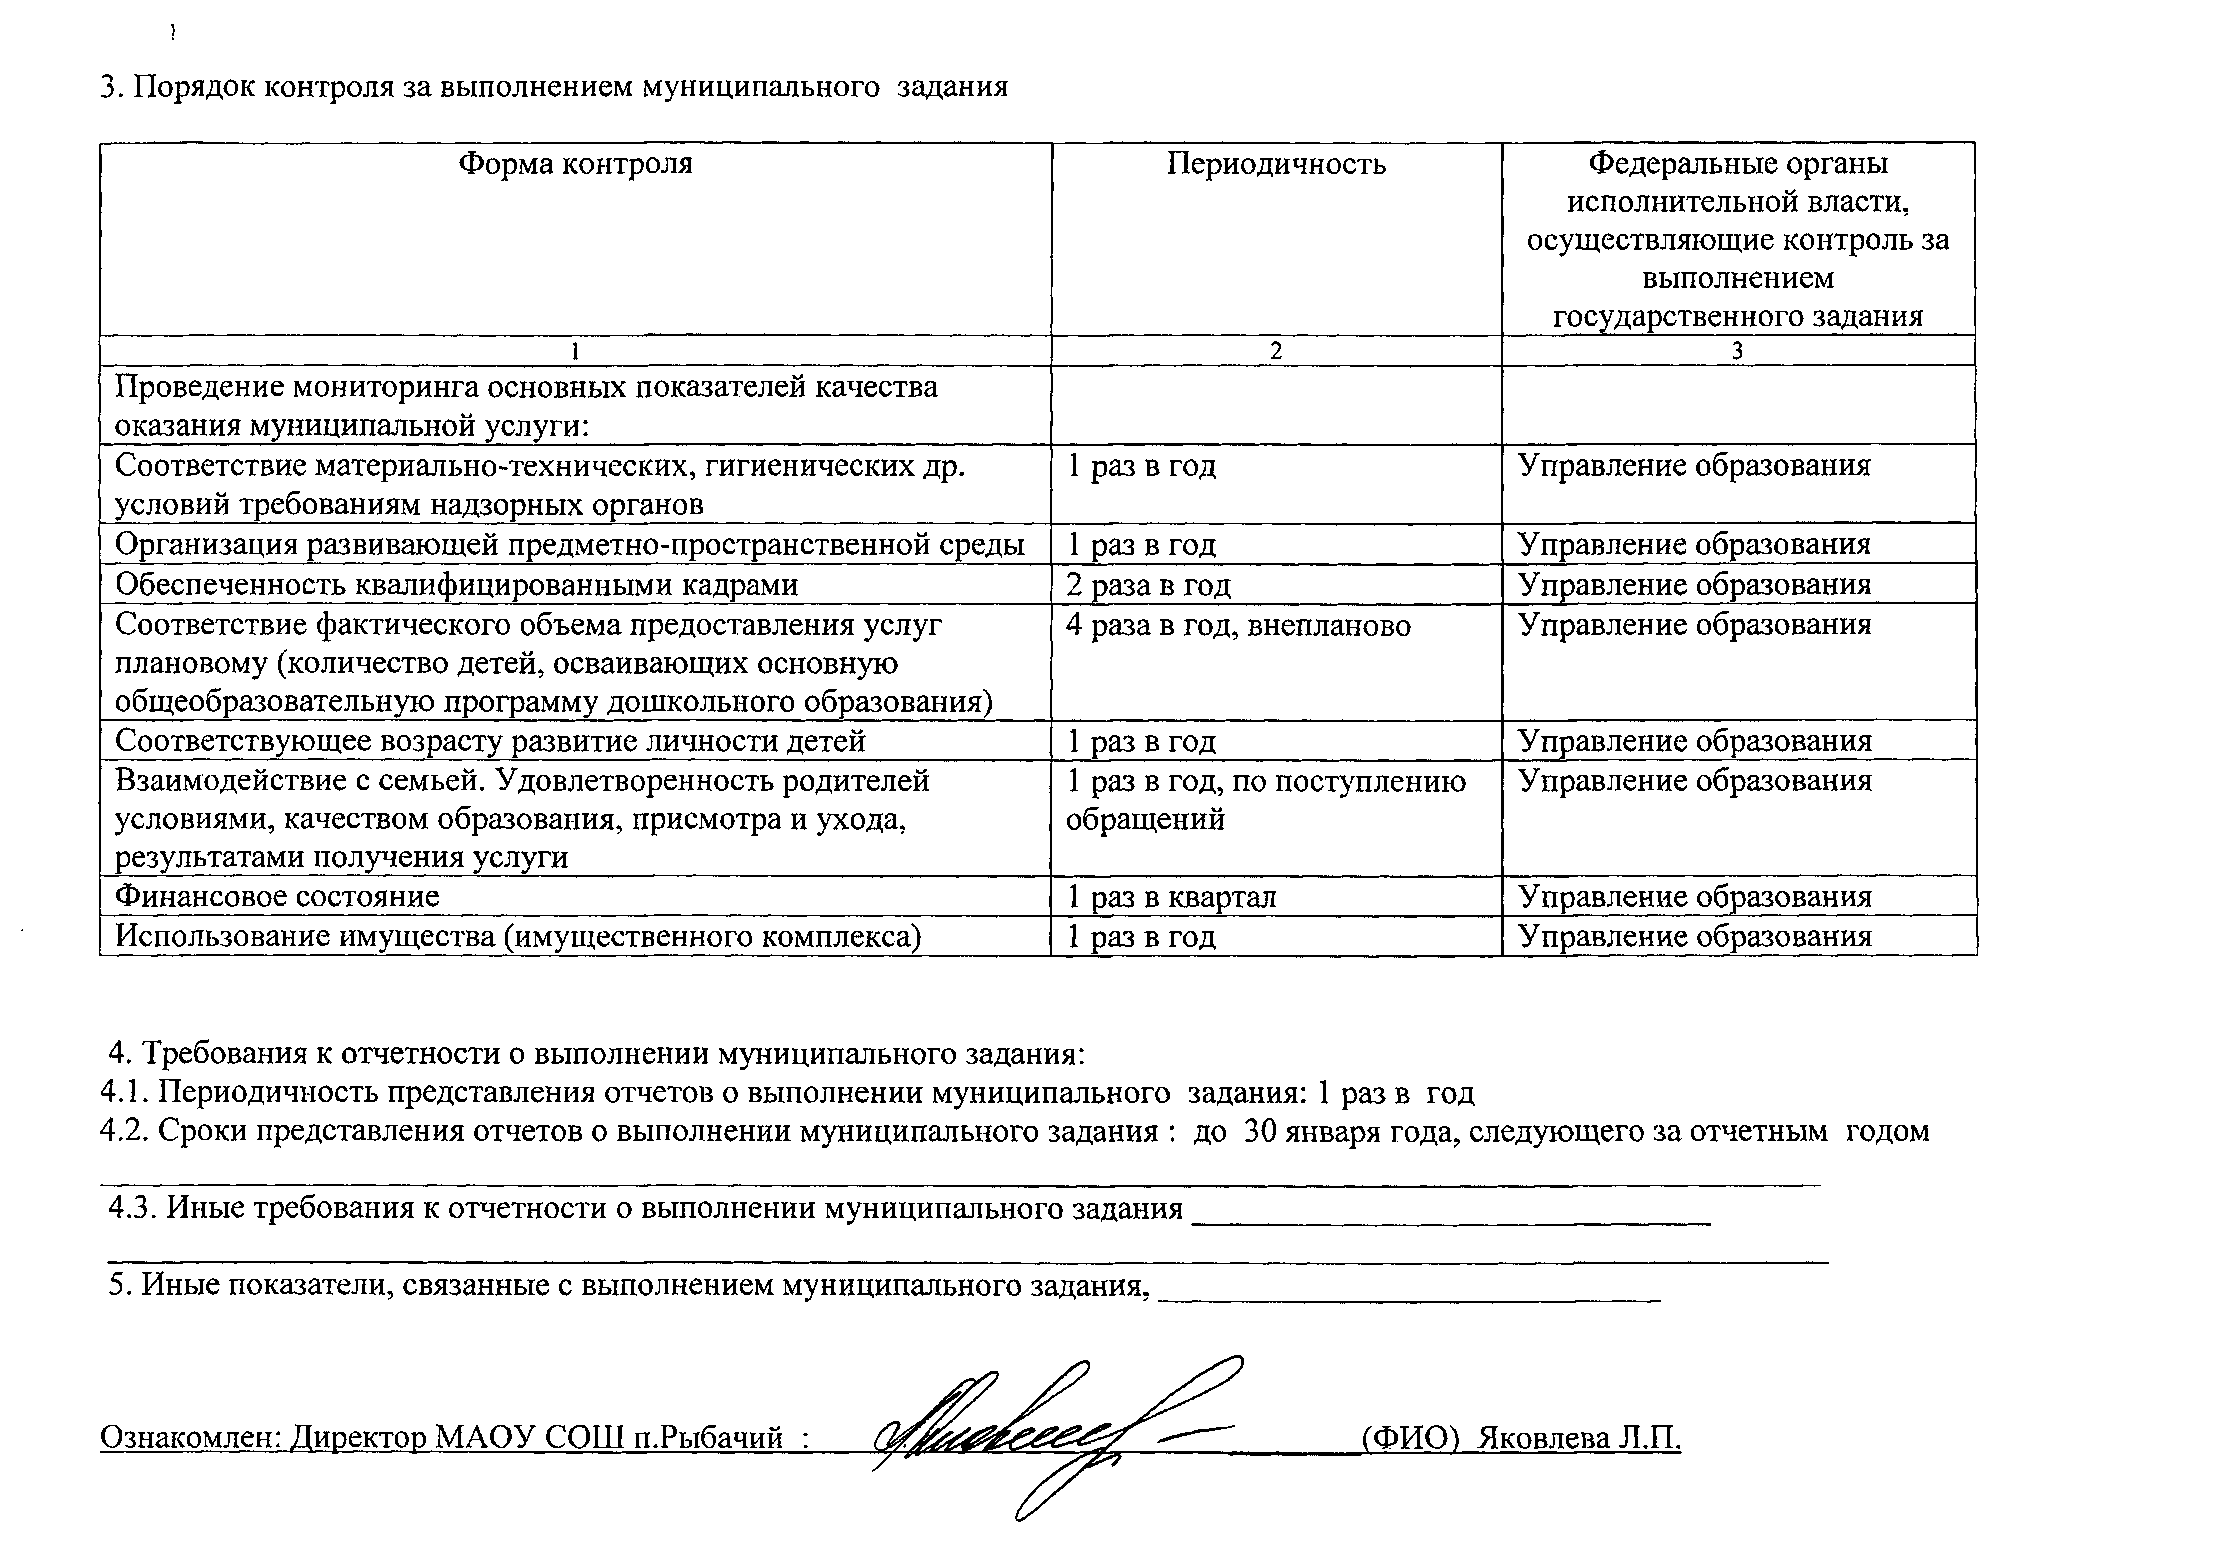 3. Порядок контроля за выполнением муниципального задания
Форма контроля
Периодичность
Федеральные органы
исполнительной власти,
осуществляющие контроль за
выполнением
государственного задания
1
2
3
Проведение мониторинга основных показателей качества
оказания муниципальной услуги:
Соответствие материально-технических, гигиенических др.
условий требованиям надзорных органов
1 раз в год
Управление образования
Организация развивающей предметно-пространственной среды
1 раз в год
Управление образования
Обеспеченность квалифицированными кадрами
2 раза в год
Управление образования
Соответствие фактического объема предоставления услуг
плановому (количество детей, осваивающих основную
общеобразовательную программу дошкольного образования)
4 раза в год, внепланово
Управление образования
Соответствующее возрасту развитие личности детей
1 раз в год
Управление образования
Взаимодействие с семьей. Удовлетворенность родителей
условиями, качеством образования, присмотра и ухода,
результатами получения услуги
1 раз в год, по поступлению
обращений
Управление образования
Финансовое состояние
1 раз в квартал
Управление образования
Использование имущества (имущественного комплекса)
1 раз в год
Управление образования
4. Требования к отчетности о выполнении муниципального задания:
4.1. Периодичность представления отчетов о выполнении муниципального задания: 1 раз в год
4.2. Сроки представления отчетов о выполнении муниципального задания : до 30 января года, следующего за отчетным годом
4.3. Иные требования к отчетности о выполнении муниципального задания
5. Иные показатели, связанные с выполнением муниципального задания,
Ознакомлен: Директор МАОУ СОШ п.Рыбачий : (ФИО) Яковлева Л.П.